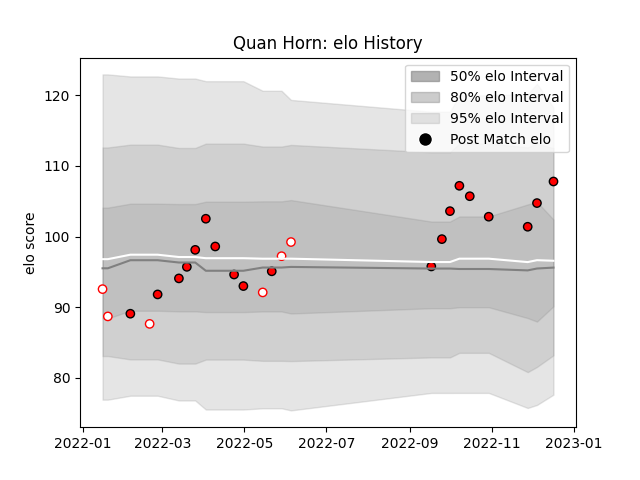 Quan Horn: elo History
50% elo Interval
80% elo Interval
95% elo Interval
Post Match elo
elo score
120
110
100
90
80
2022-01 2022-03 2022-05 2022-07 2022-09 2022-11 2023-01